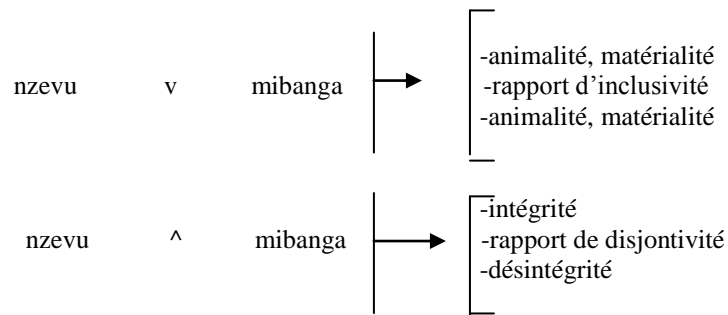 -animalité, matérialité
nzevu v mibanga -rapport d’inclusivité
-animalité, matérialité
-intégrité
nzevu ^ mibanga -rapport de disjontivité
-désintégrité